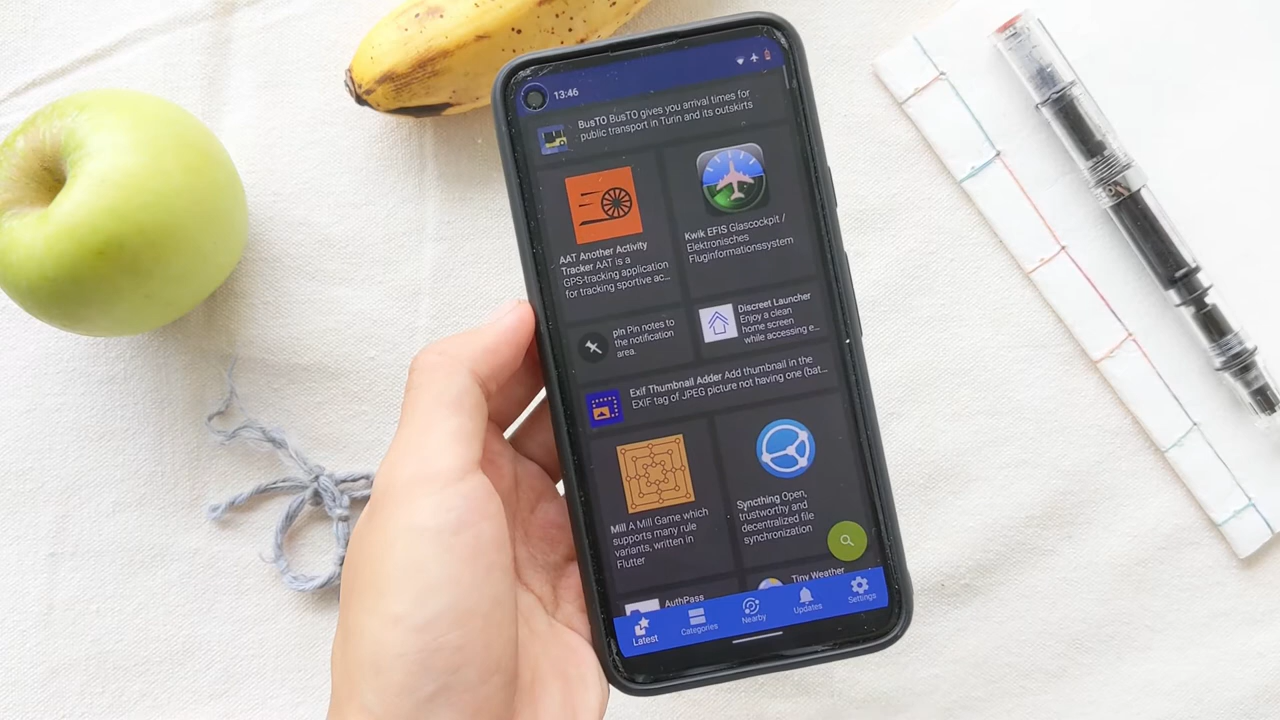 13:46
BusTO BusTO gives you arrival times for
public transport in Turin and its outskirts
AAT Another Activity
Tracker AAT is a
GPS-tracking application
for tracking sportive ac...
Kwik EFIS Glascockpit /
Elektronisches
Fluginformationssystem
pIn Pin notes to
the notification
area.
Discreet Launcher
Enjoy a clean
home screen
while accessing e...
Exif Thumbnail Adder Add thumbnail in the
EXIF tag of JPEG picture not having one (bat...
Mill A Mill Game which
supports many rule
variants, written in
Flutter
Syncthing Open,
trustworthy and
decentralized file
synchronization
AuthPass
Tiny Weather
Latest
Categories
Nearby
Updates
Settings